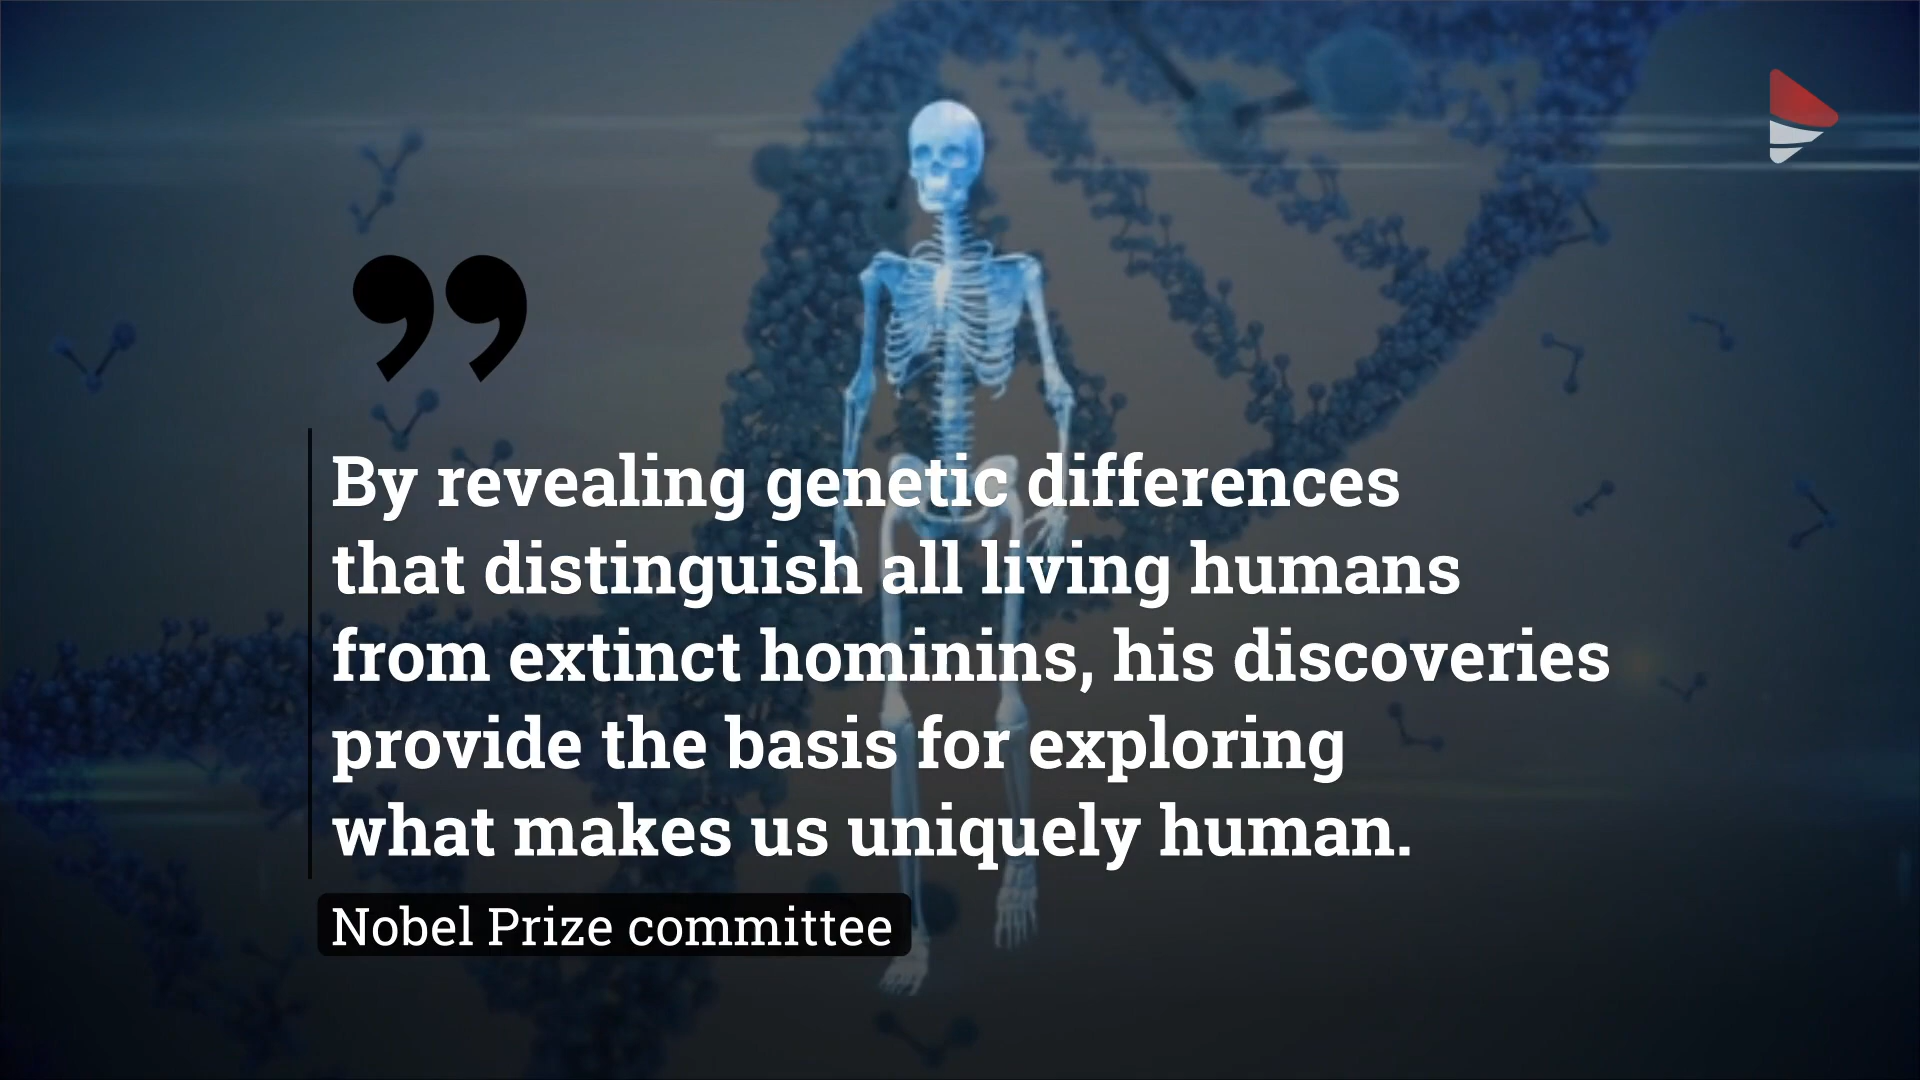 ”
By revealing genetic differences
that distinguish all living humans
from extinct hominins, his discoveries
provide the basis for exploring
what makes us uniquely human.
Nobel Prize committee